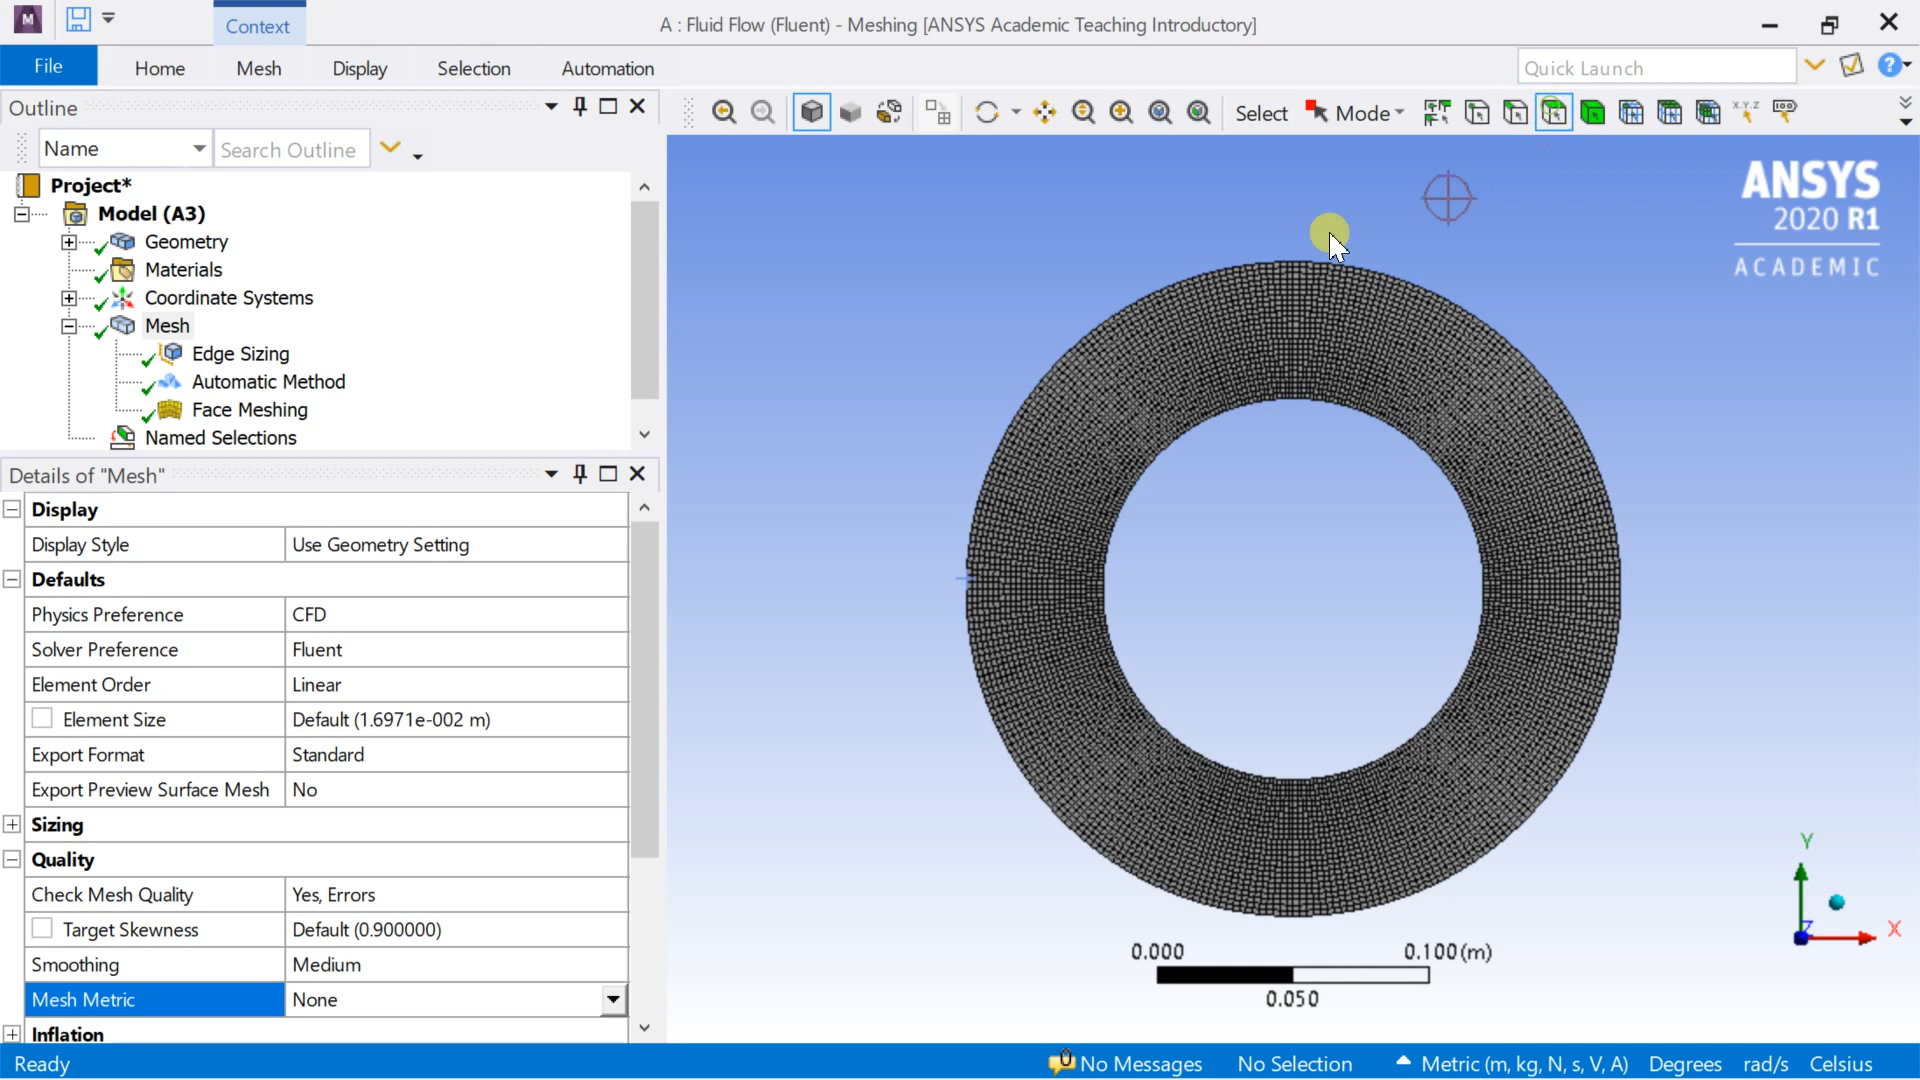 M
Context
A : Fluid Flow (Fluent) - Meshing [ANSYS Academic Teaching Introductory]
File
Home
Mesh
Display
Selection
Automation
Quick Launch
Outline
Name
Search Outline
Select
Mode
X,Y,Z
Project*
Model (A3)
Geometry
Materials
Coordinate Systems
Mesh
Edge Sizing
Automatic Method
Face Meshing
Named Selections
ANSYS
2020 R1
ACADEMIC
Details of "Mesh"
Display
Display Style Use Geometry Setting
Defaults
Physics Preference CFD
Solver Preference Fluent
Element Order Linear
Element Size Default (1.6971e-002 m)
Export Format Standard
Export Preview Surface Mesh No
Sizing
Quality
Check Mesh Quality Yes, Errors
Target Skewness Default (0.900000)
Smoothing Medium
Mesh Metric None
Inflation
0.000
0.100(m)
0.050
Y
Z
X
Ready
0
No Messages
No Selection
Metric (m, kg, N, s, V, A)
Degrees
rad/s
Celsius